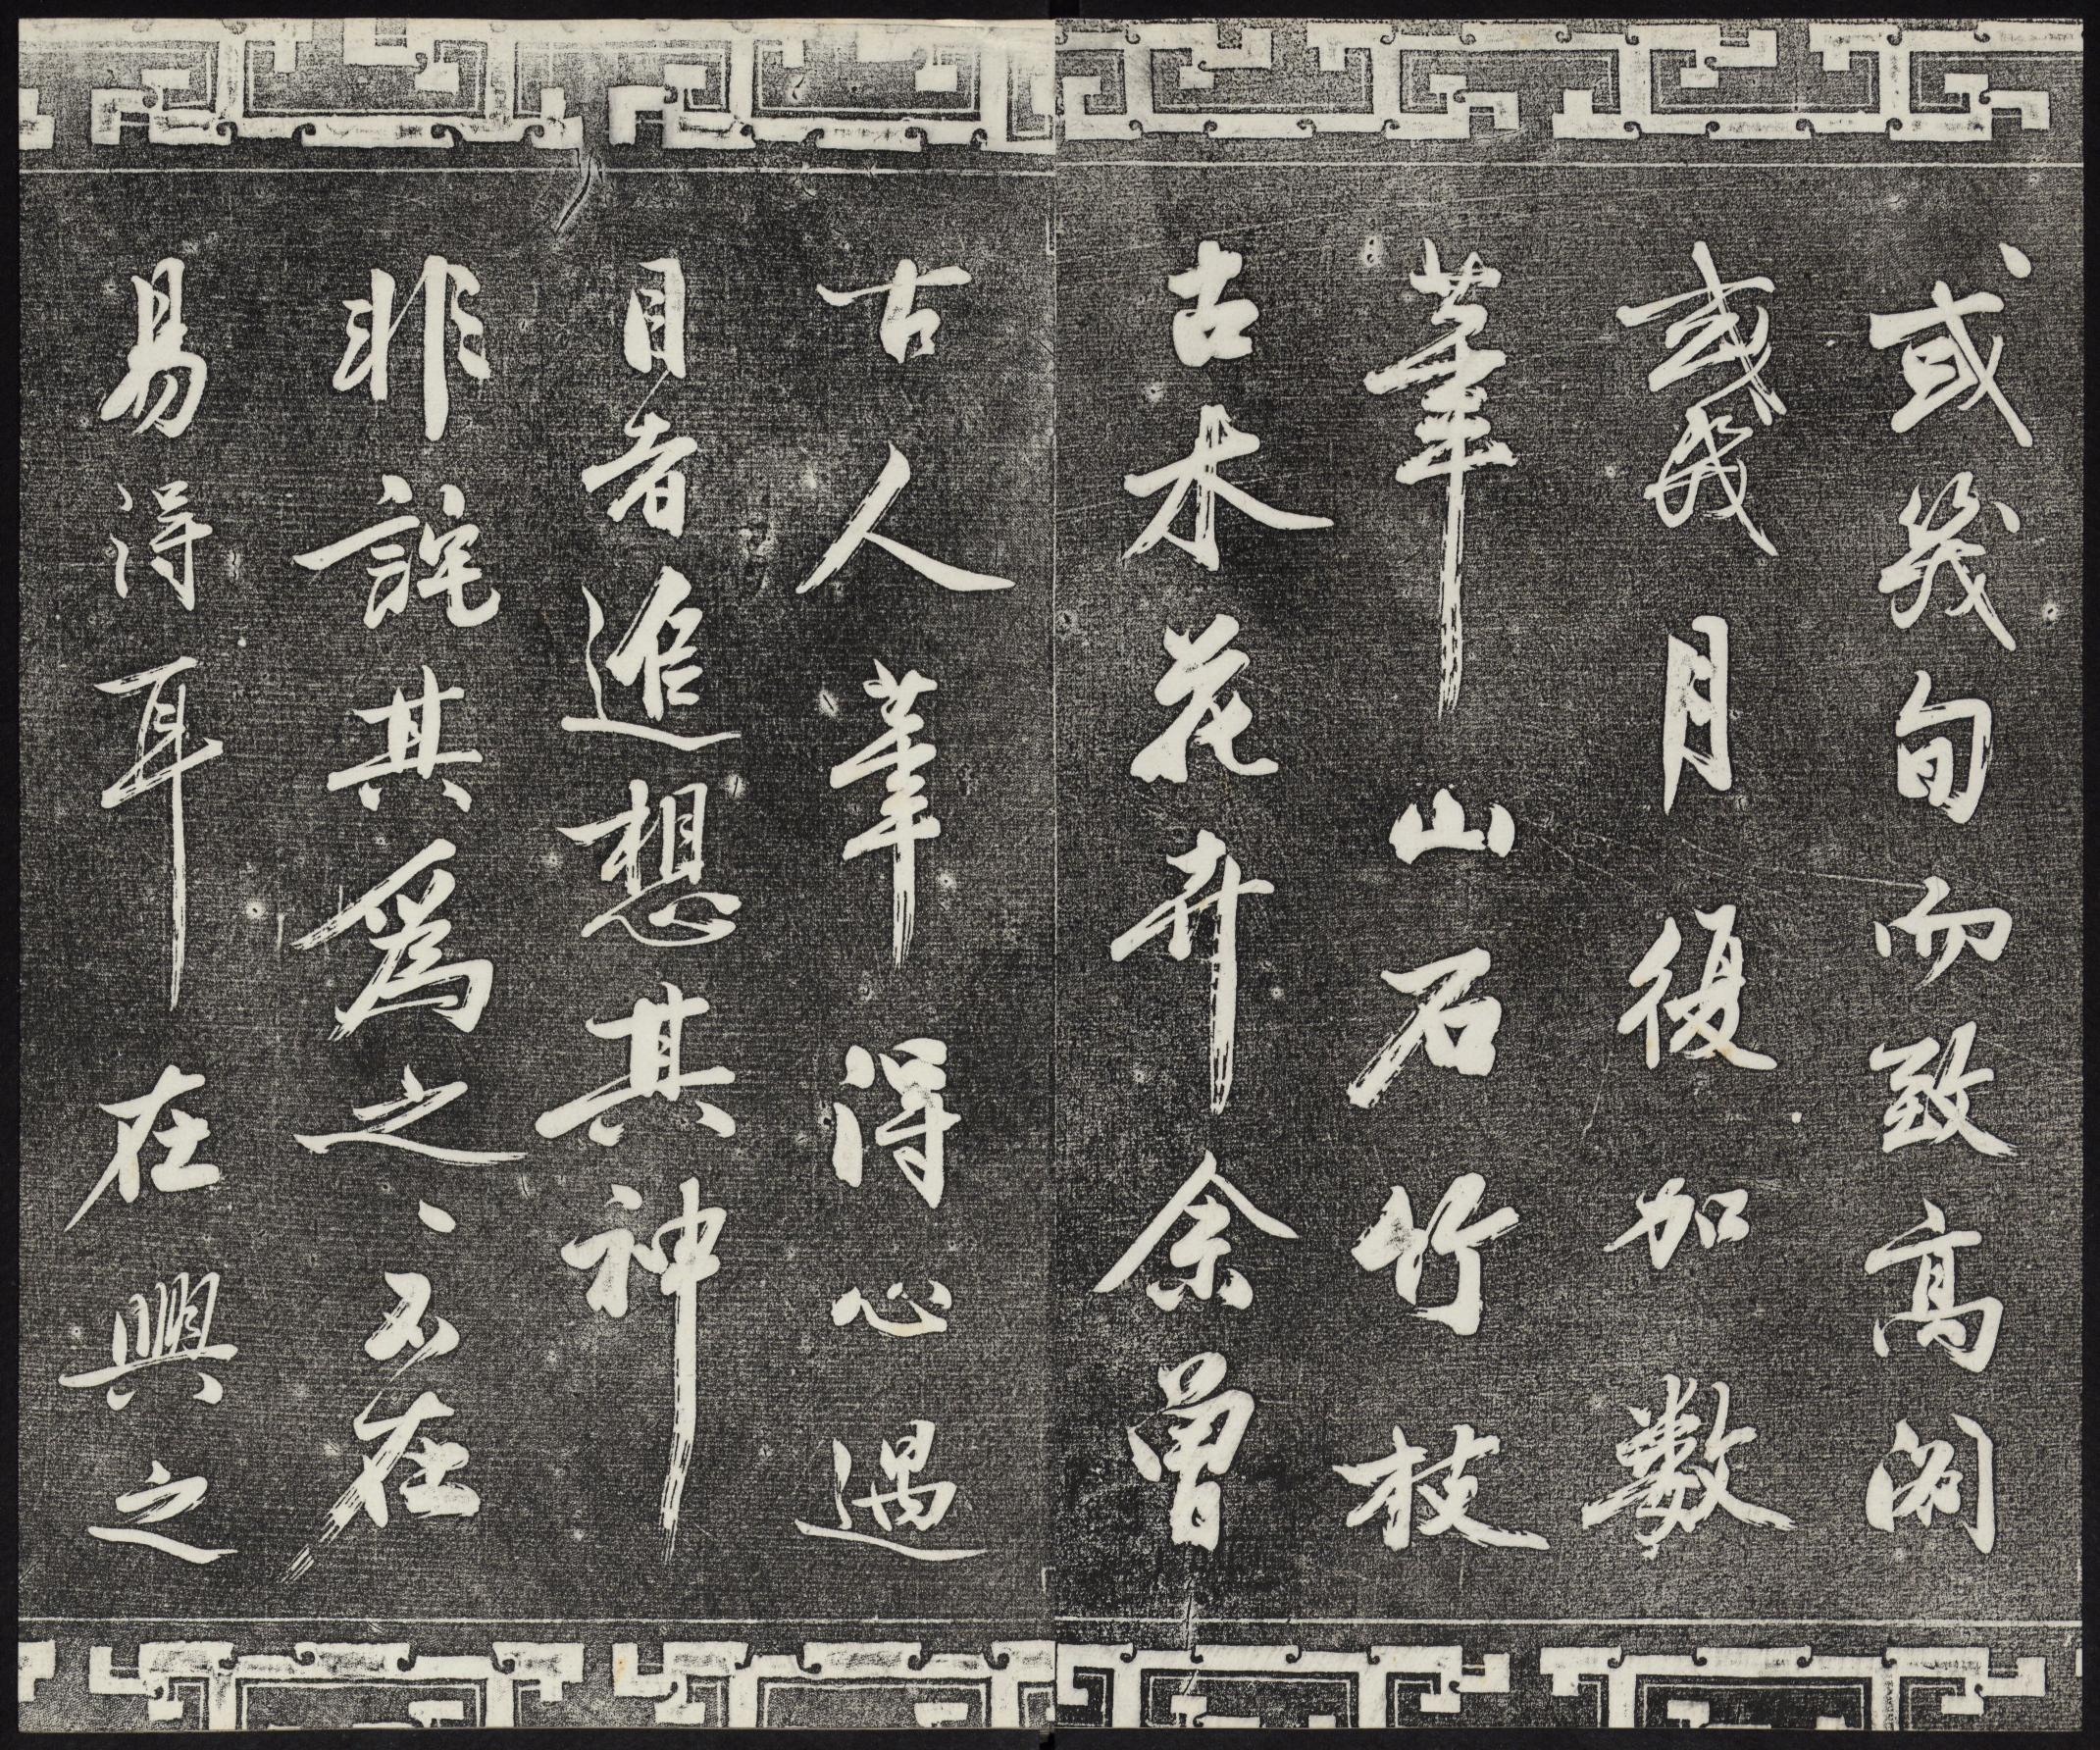 或幾旬而致高閣
或幾月後加數
筆山石竹枝
古木花卉余曾
古人筆得心遇
目者追想其神
非詫其爲之、不在
易得耳在興之